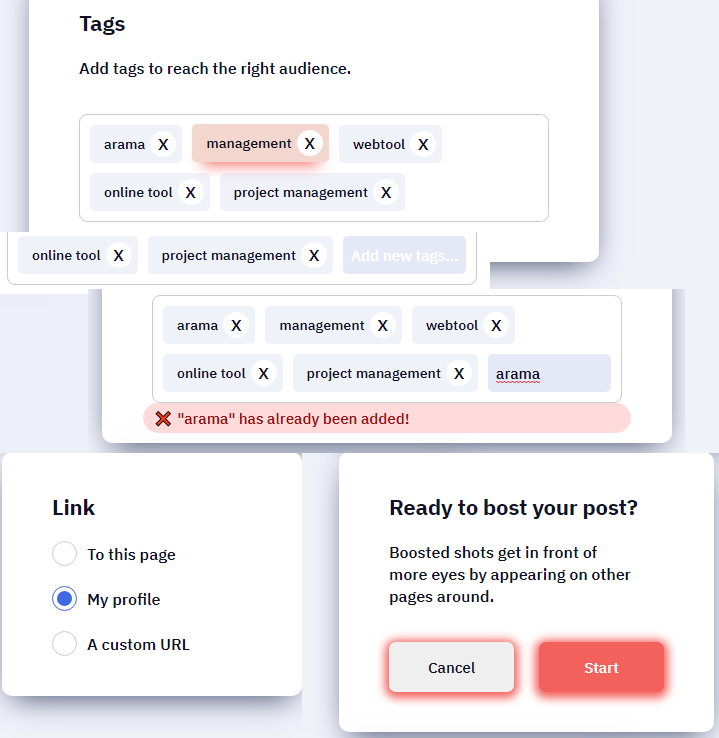 Tags
Add tags to reach the right audience.
arama X management X webtool X
online tool X project management X
online tool X project management X Add new tags...
arama X management X webtool X
online tool X project management X arama
❌ "arama" has already been added!
Link
To this page
My profile
A custom URL
Ready to bost your post?
Boosted shots get in front of
more eyes by appearing on other
pages around.
Cancel Start